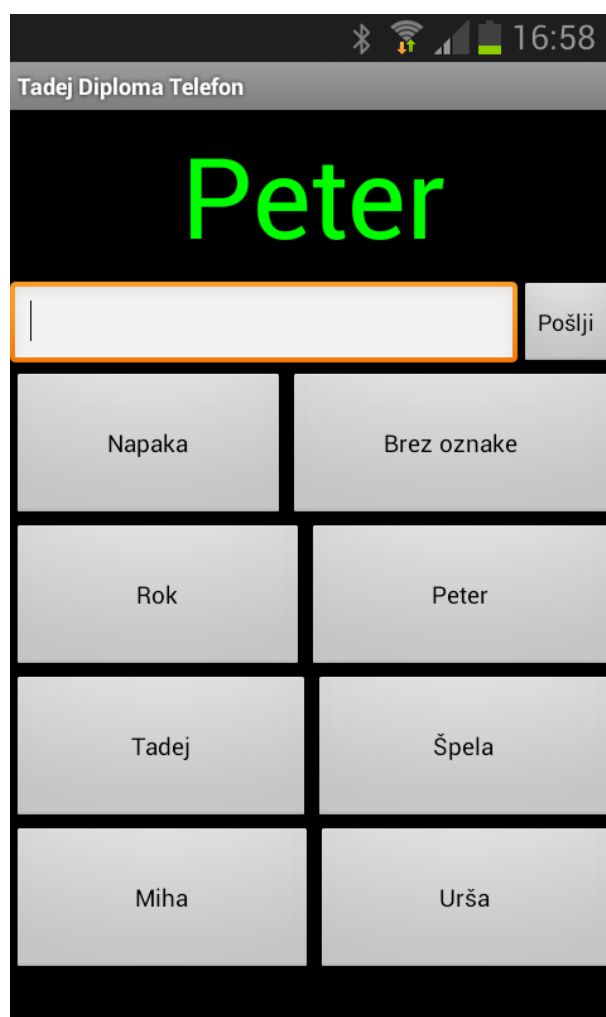 16:58
Tadej Diploma Telefon
Peter
Pošlji
Napaka Brez oznake
Rok Peter
Tadej Špela
Miha Urša